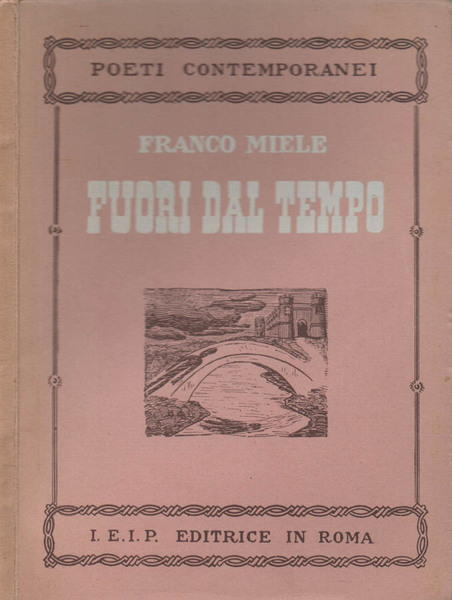 POETI CONTEMPORANEI
FRANCO MIELE
FUORI DAL TEMPO
I.E.I.P. EDITRICE IN ROMA